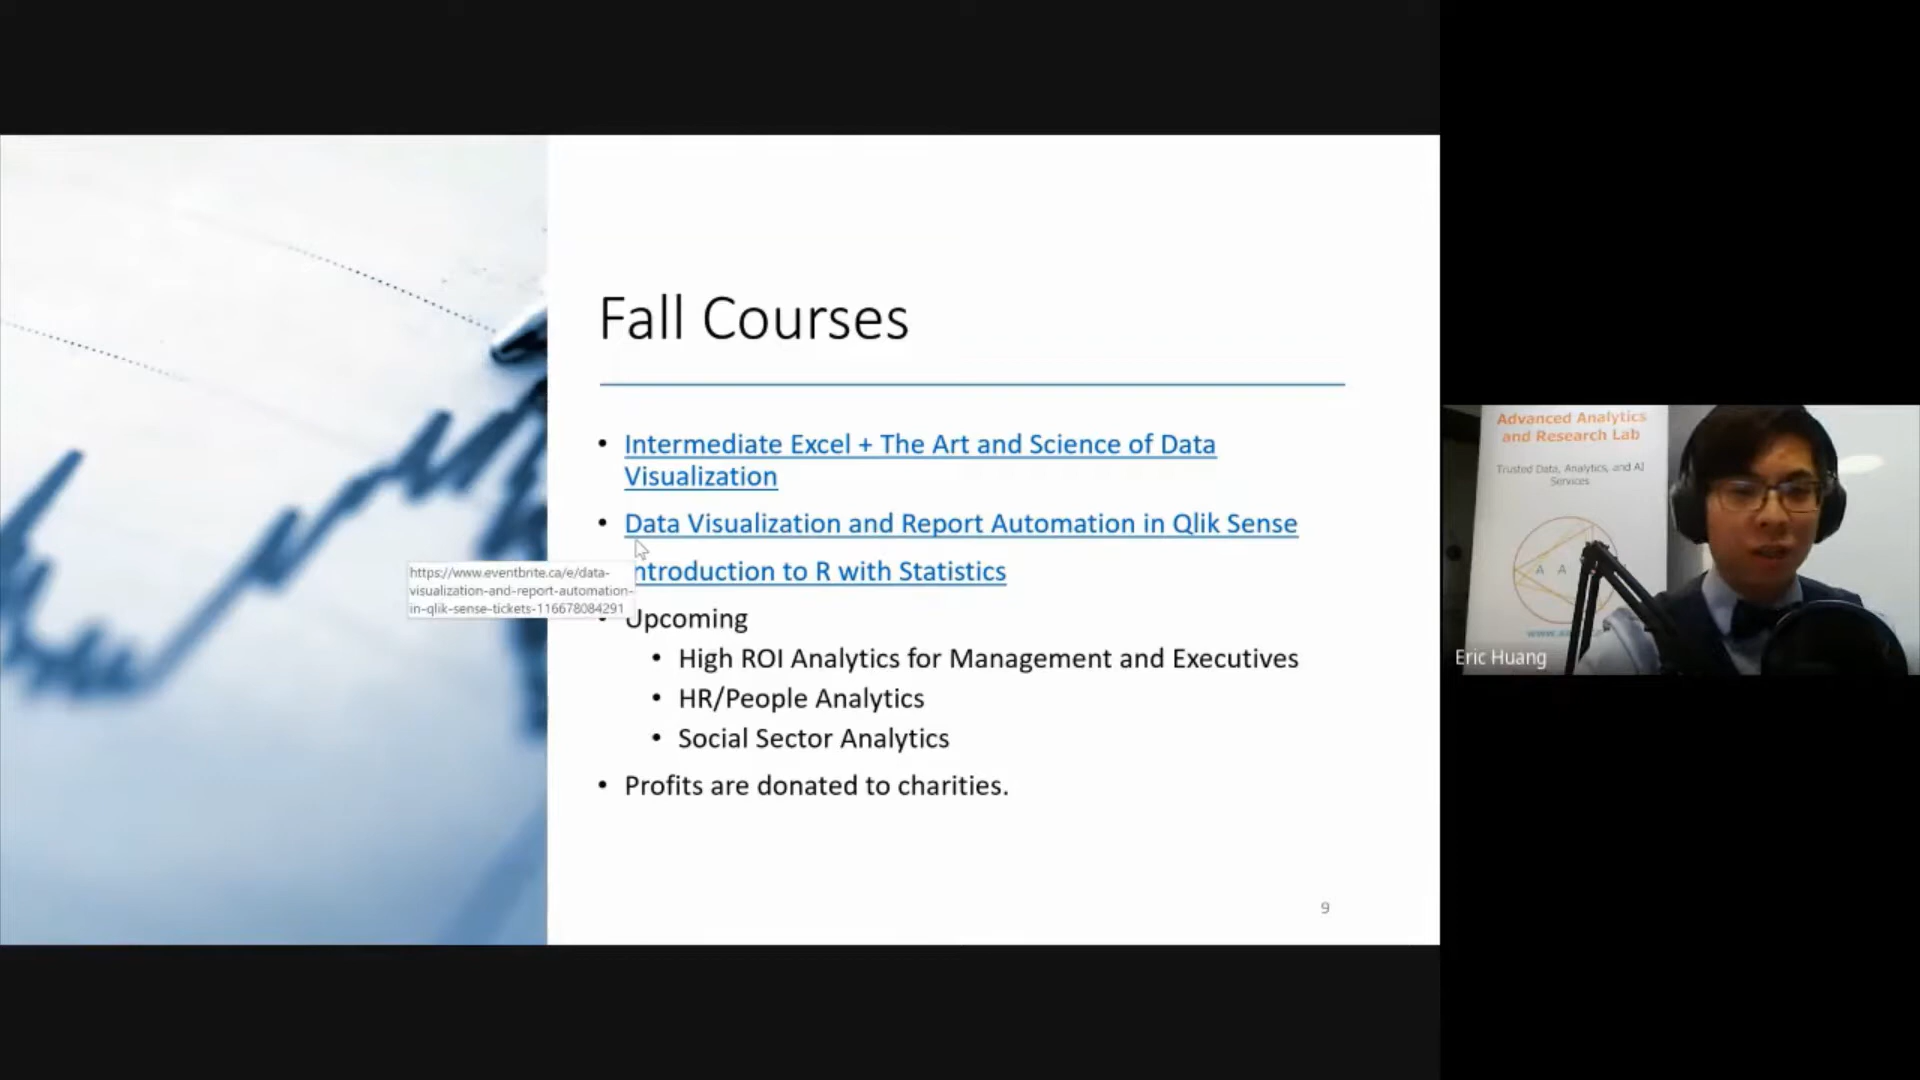 Fall Courses
• Intermediate Excel + The Art and Science of Data
Visualization
• Data Visualization and Report Automation in Qlik Sense
ntroduction to R with Statistics
https://www.eventbrite.ca/e/data-
visualization-and-report-automation-
in-qlik-sense-tickets-116678084291
• Upcoming
• High ROI Analytics for Management and Executives
• HR/People Analytics
• Social Sector Analytics
• Profits are donated to charities.
9
Advanced Analytics
and Research Lab
Trusted Data, Analytics, and AI
Services
A A
Eric Huang